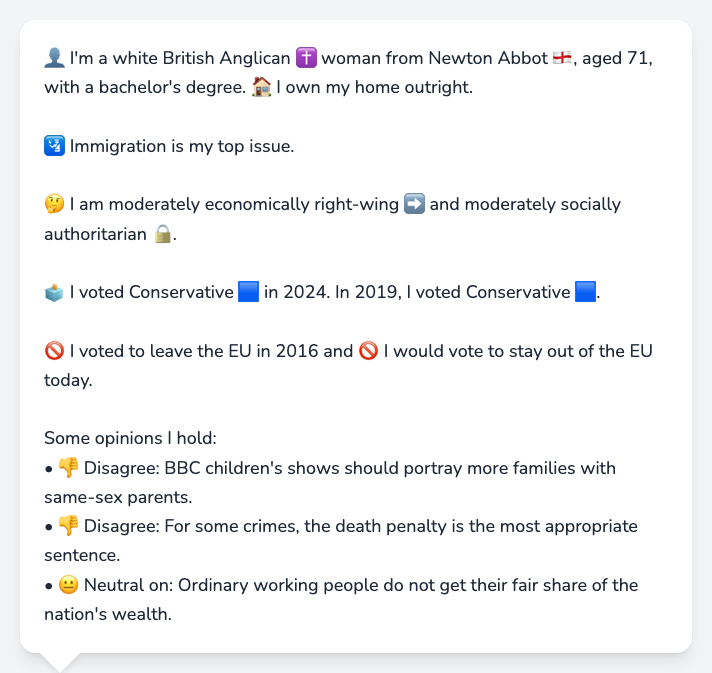 👤 I'm a white British Anglican ✝️ woman from Newton Abbot 🏴󠁧󠁢󠁥󠁮󠁧󠁿, aged 71,
with a bachelor's degree. 🏠 I own my home outright.
🛂 Immigration is my top issue.
🤔 I am moderately economically right-wing ➡️ and moderately socially
authoritarian 🔒.
🗳️ I voted Conservative 🟦 in 2024. In 2019, I voted Conservative 🟦.
🚫 I voted to leave the EU in 2016 and 🚫 I would vote to stay out of the EU
today.
Some opinions I hold:
• 👎 Disagree: BBC children's shows should portray more families with
same-sex parents.
• 👎 Disagree: For some crimes, the death penalty is the most appropriate
sentence.
• 😐 Neutral on: Ordinary working people do not get their fair share of the
nation's wealth.